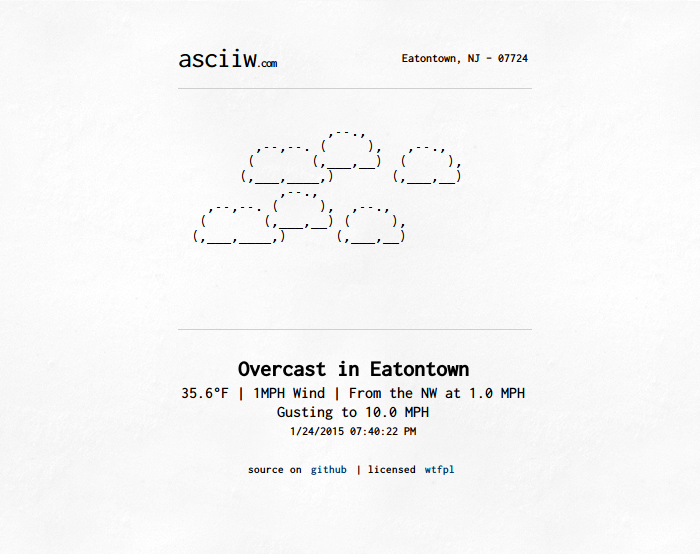 asciiw.com
Eatontown, NJ - 07724
Overcast in Eatontown
35.6°F | 1MPH Wind | From the NW at 1.0 MPH
Gusting to 10.0 MPH
1/24/2015 07:40:22 PM
source on github | licensed wtfpl